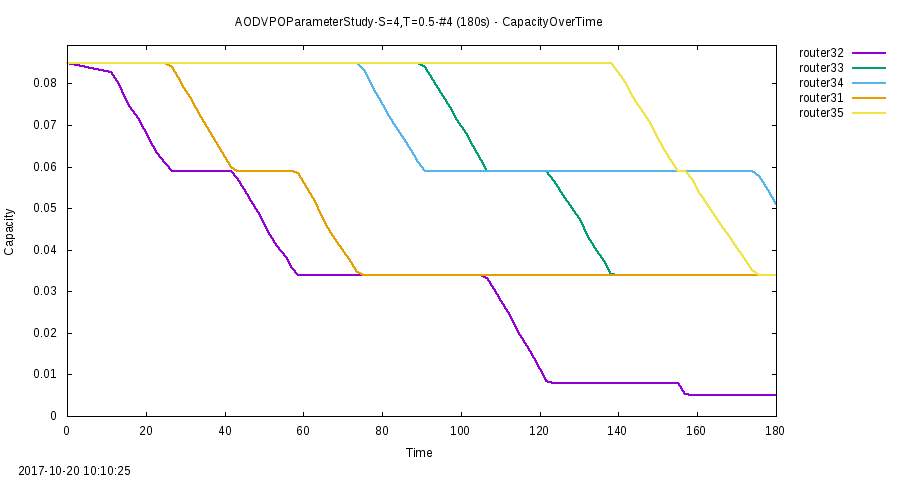 AODVPOParameterStudy-S=4,T=0.5-#4 (180s) - CapacityOverTime
router32
router33
router34
router31
router35
0.08
0.07
0.06
0.05
0.04
0.03
0.02
0.01
0
Capacity
0 20 40 60 80 100 120 140 160 180
Time
2017-10-20 10:10:25